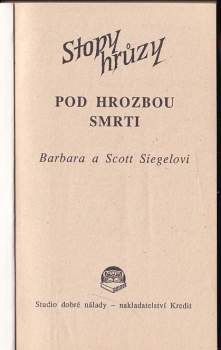 Stopy
hrůzy
POD HROZBOU
SMRTI
Barbara a Scott Siegelovi
Studio dobré nálady – nakladatelství Kredit